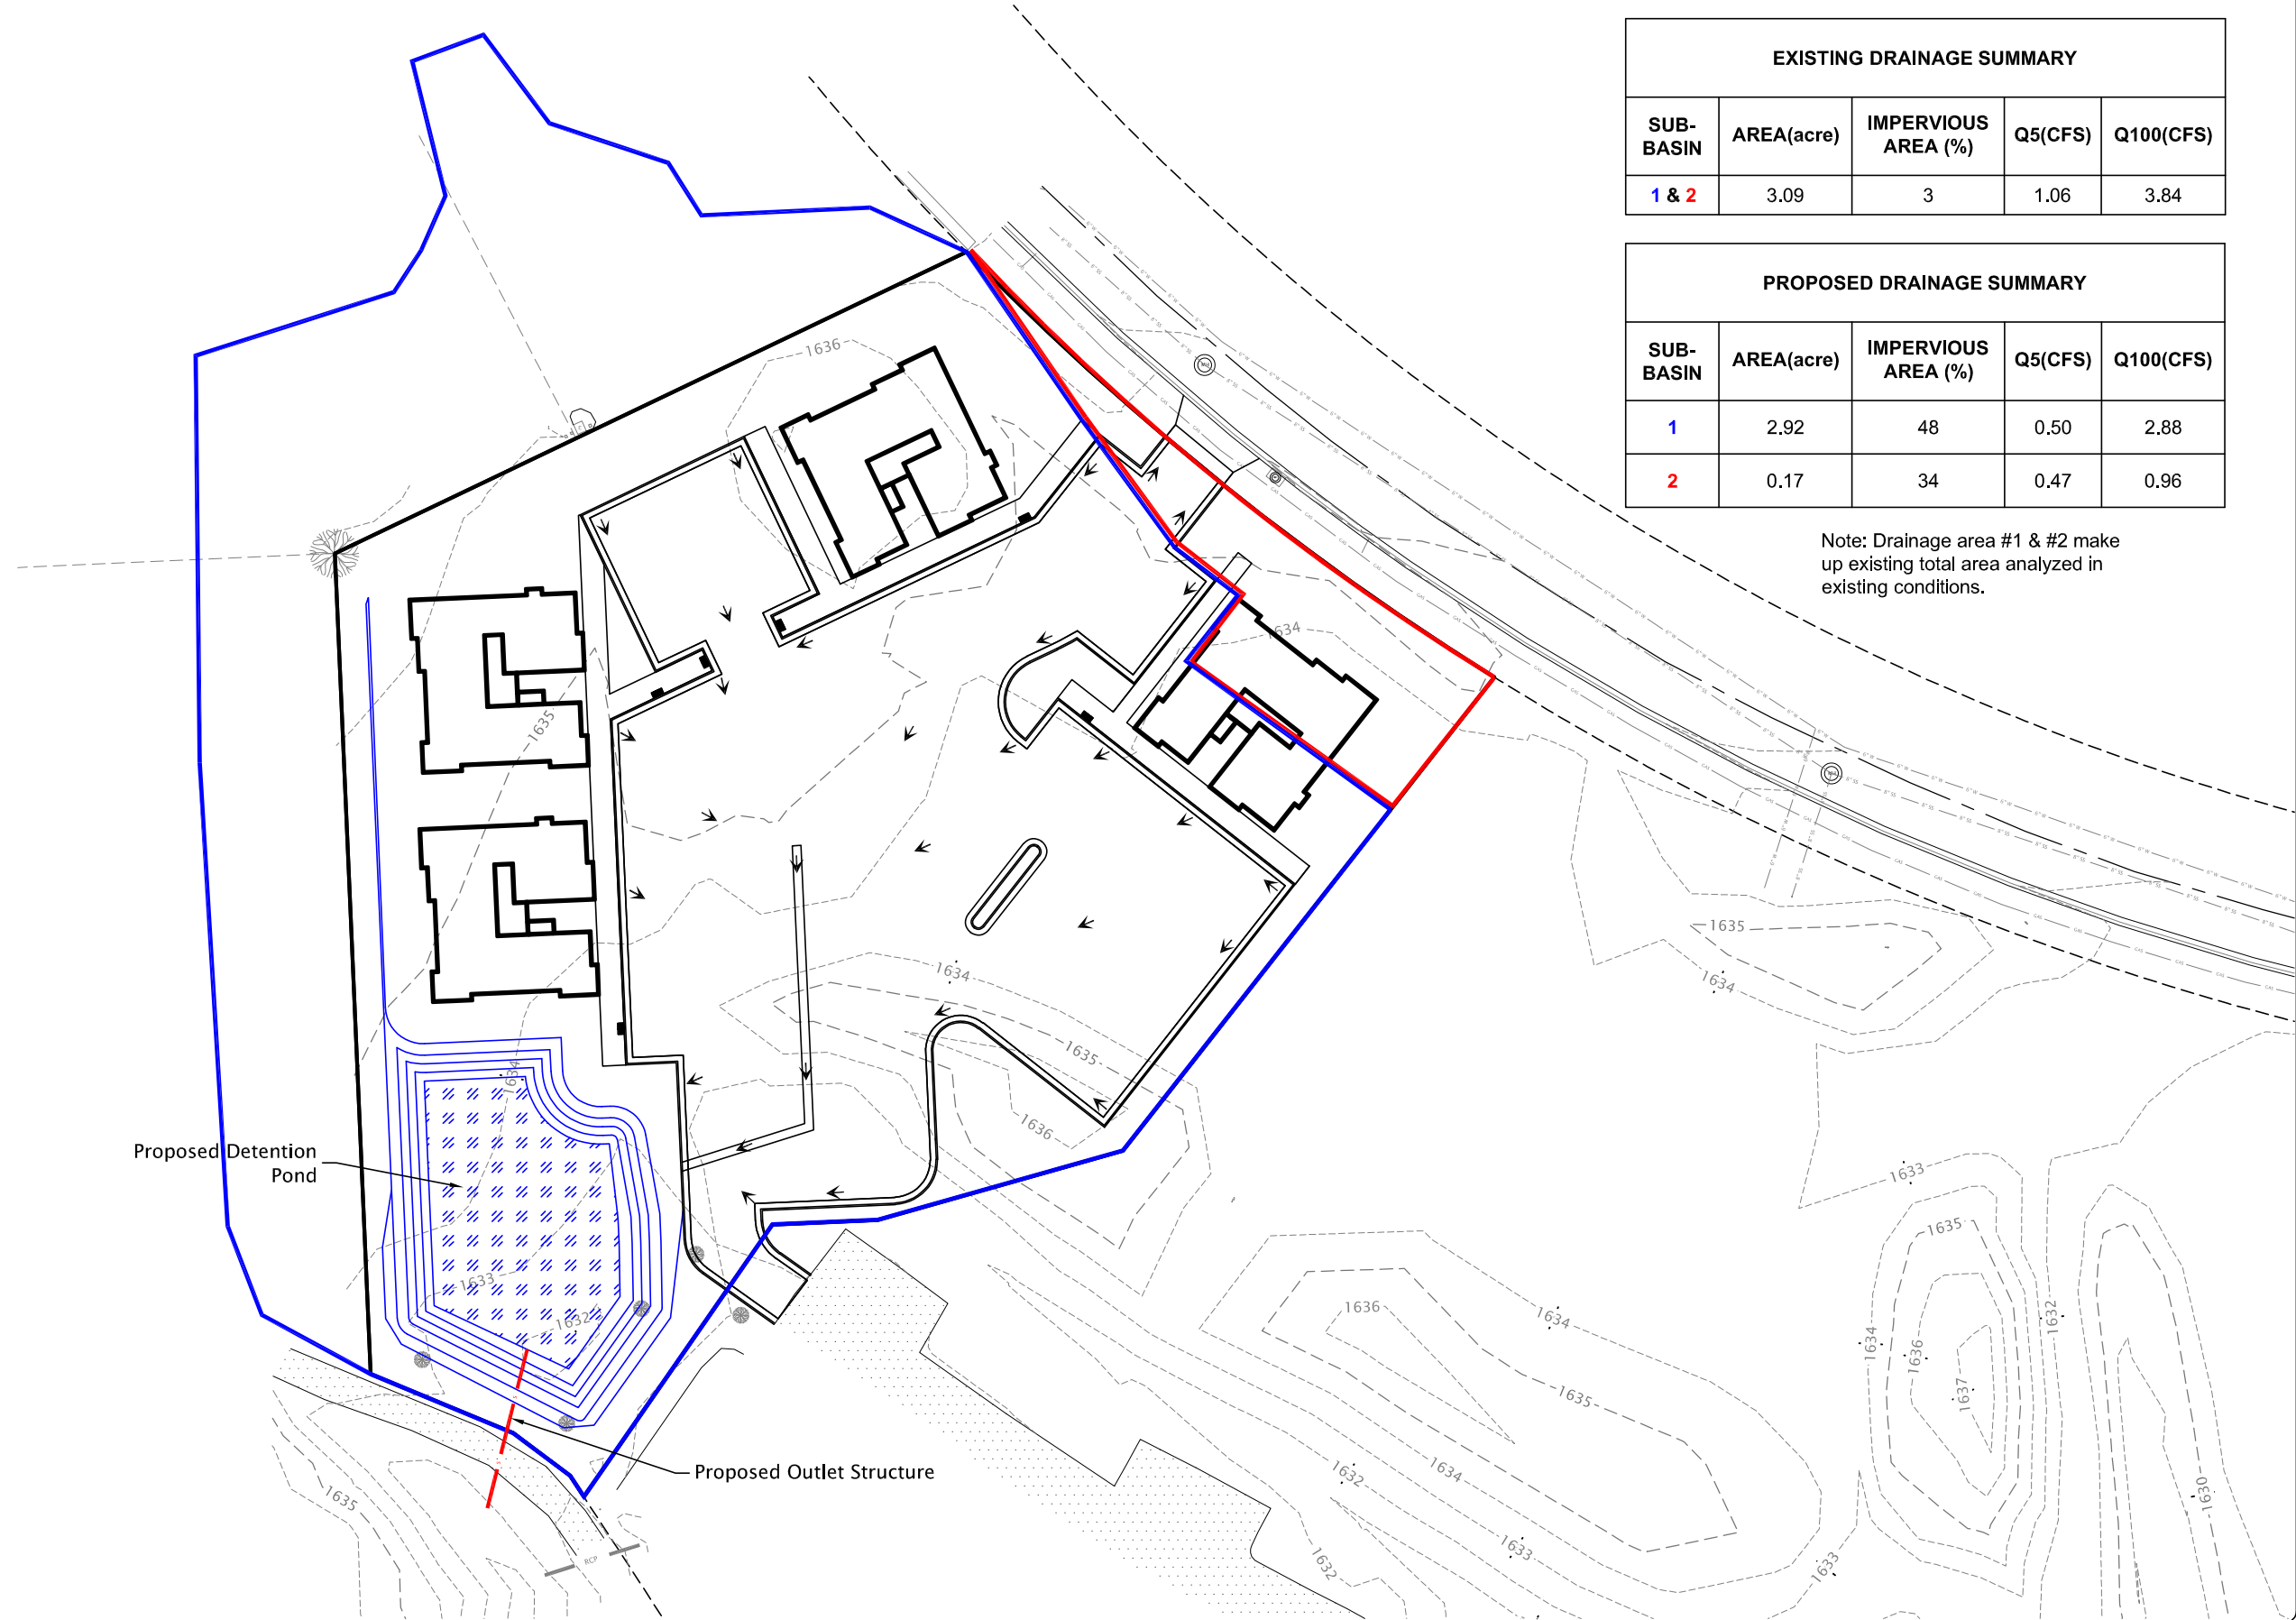 EXISTING DRAINAGE SUMMARY
SUB-BASIN AREA(acre) IMPERVIOUS AREA (%) Q5(CFS) Q100(CFS)
1 & 2 3.09 3 1.06 3.84
PROPOSED DRAINAGE SUMMARY
SUB-BASIN AREA(acre) IMPERVIOUS AREA (%) Q5(CFS) Q100(CFS)
1 2.92 48 0.50 2.88
2 0.17 34 0.47 0.96
Note: Drainage area #1 & #2 make
up existing total area analyzed in
existing conditions.
1636
1634
1635
1634
1635
1636
1634
1633
1632
1635
1634
1633
1635
1634
1636
1637
1632
1630
1636
1634
1635
1634
1632
1633
1632
1633
1635
Proposed Detention
Pond
Proposed Outlet Structure
RCP
GAS
8" SS
6" W